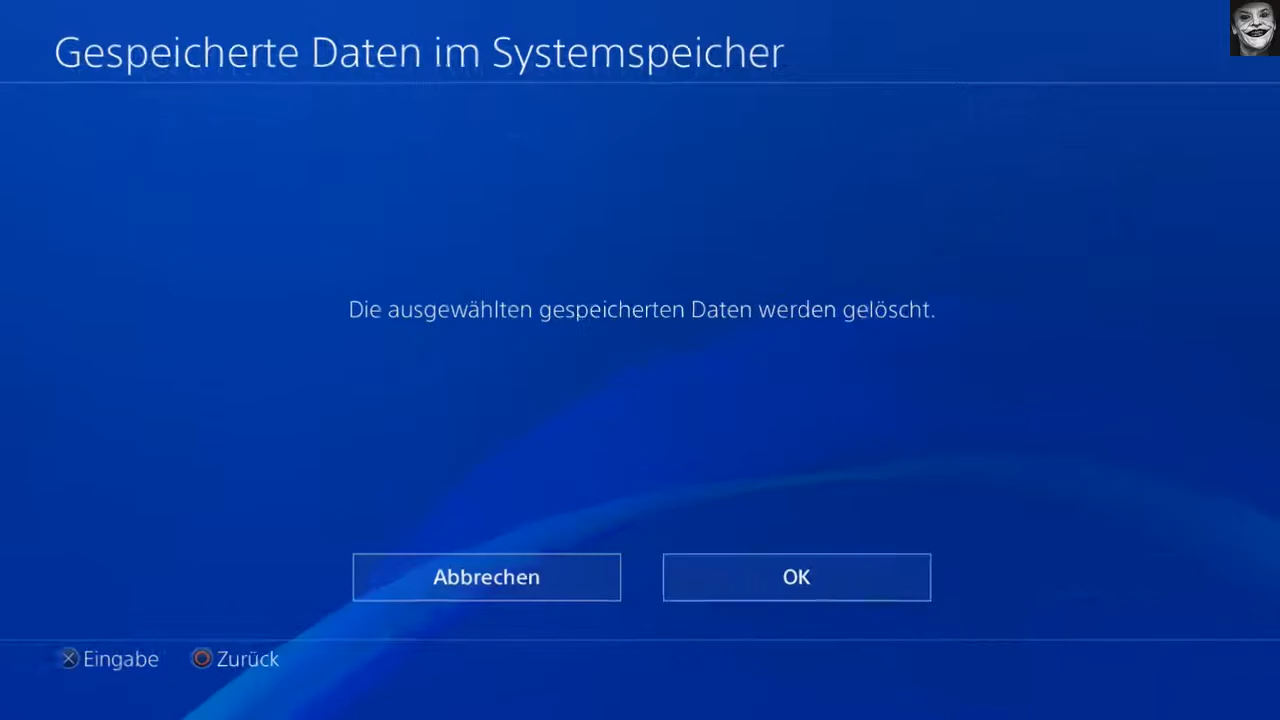 Gespeicherte Daten im Systemspeicher
Die ausgewählten gespeicherten Daten werden gelöscht.
Abbrechen
OK
Eingabe
Zurück